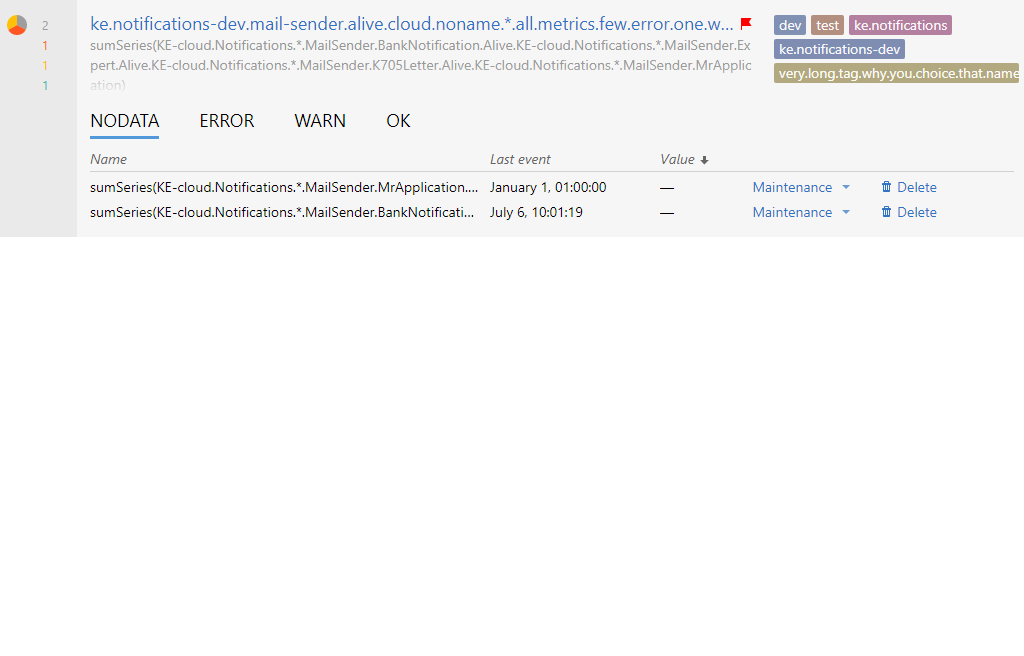 2
1
1
1
ke.notifications-dev.mail-sender.alive.cloud.noname.*.all.metrics.few.error.one.w...
sumSeries(KE-cloud.Notifications.*.MailSender.BankNotification.Alive.KE-cloud.Notifications.*.MailSender.Ex
pert.Alive.KE-cloud.Notifications.*.MailSender.K705Letter.Alive.KE-cloud.Notifications.*.MailSender.MrApplic
ation)
dev test ke.notifications
ke.notifications-dev
very.long.tag.why.you.choice.that.name
NODATA ERROR WARN OK
Name Last event Value
sumSeries(KE-cloud.Notifications.*.MailSender.MrApplication.... January 1, 01:00:00 — Maintenance Delete
sumSeries(KE-cloud.Notifications.*.MailSender.BankNotificati... July 6, 10:01:19 — Maintenance Delete